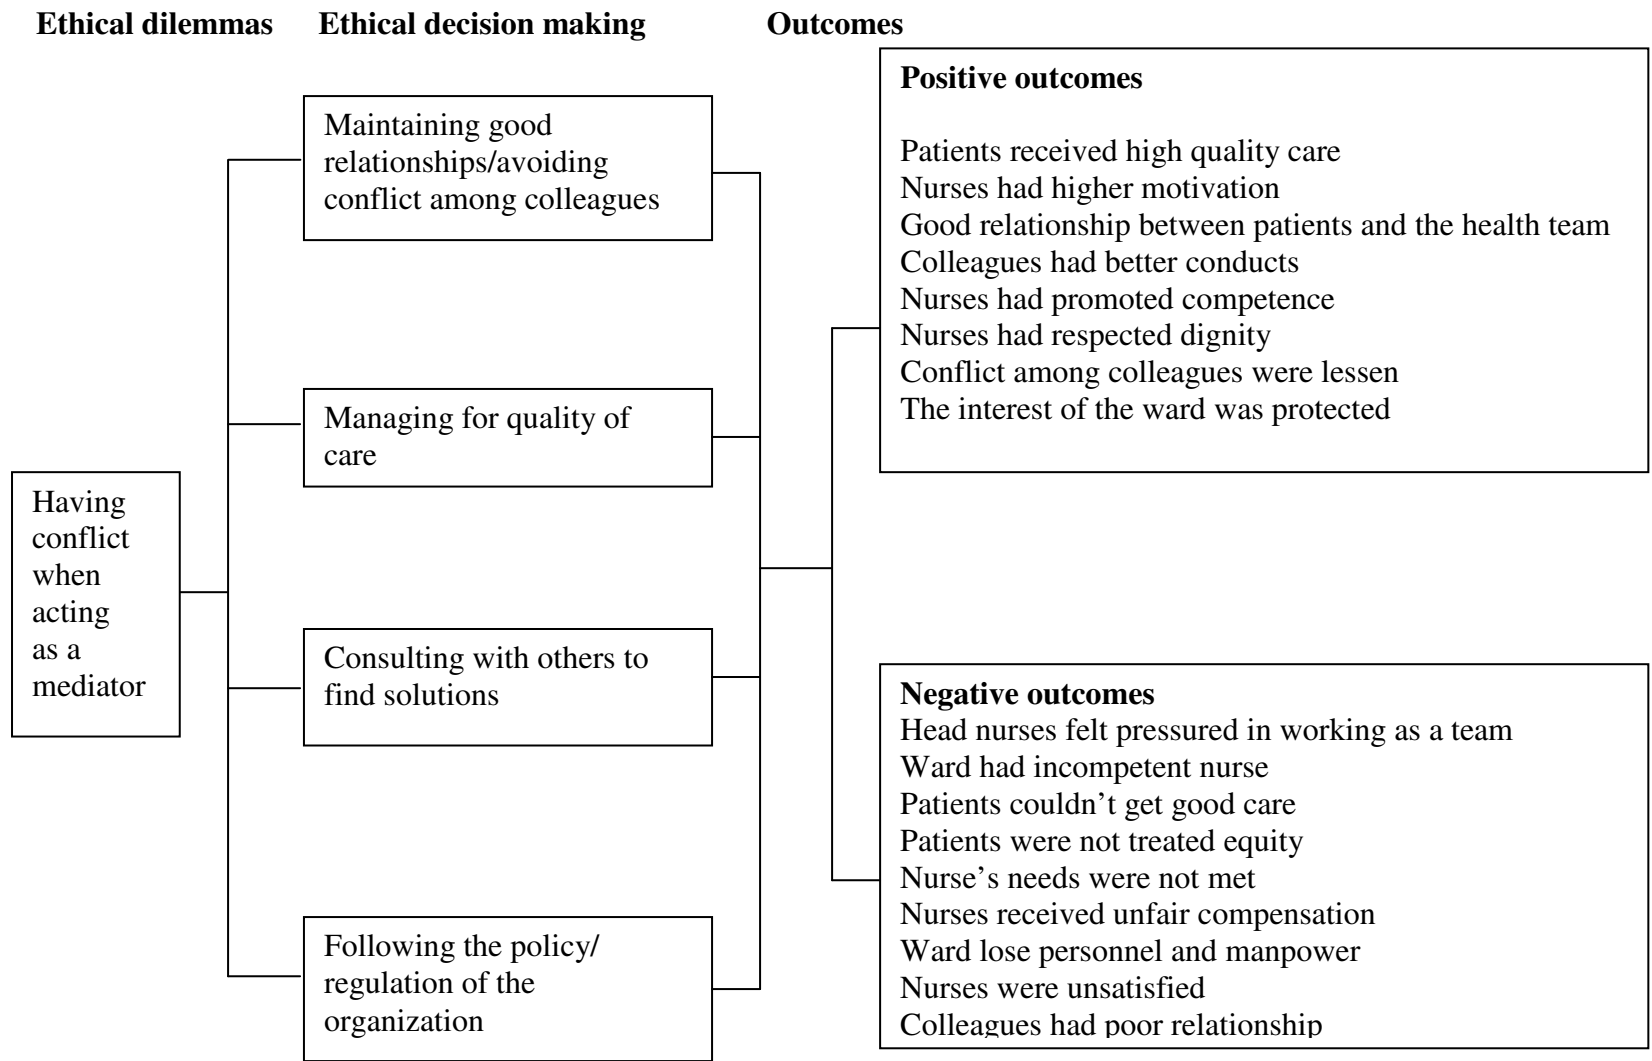 Ethical dilemmas Ethical decision making Outcomes
Having
conflict
when
acting
as a
mediator
Maintaining good
relationships/avoiding
conflict among colleagues
Managing for quality of
care
Consulting with others to
find solutions
Following the policy/
regulation of the
organization
Positive outcomes
Patients received high quality care
Nurses had higher motivation
Good relationship between patients and the health team
Colleagues had better conducts
Nurses had promoted competence
Nurses had respected dignity
Conflict among colleagues were lessen
The interest of the ward was protected
Negative outcomes
Head nurses felt pressured in working as a team
Ward had incompetent nurse
Patients couldn’t get good care
Patients were not treated equity
Nurse’s needs were not met
Nurses received unfair compensation
Ward lose personnel and manpower
Nurses were unsatisfied
Colleagues had poor relationship